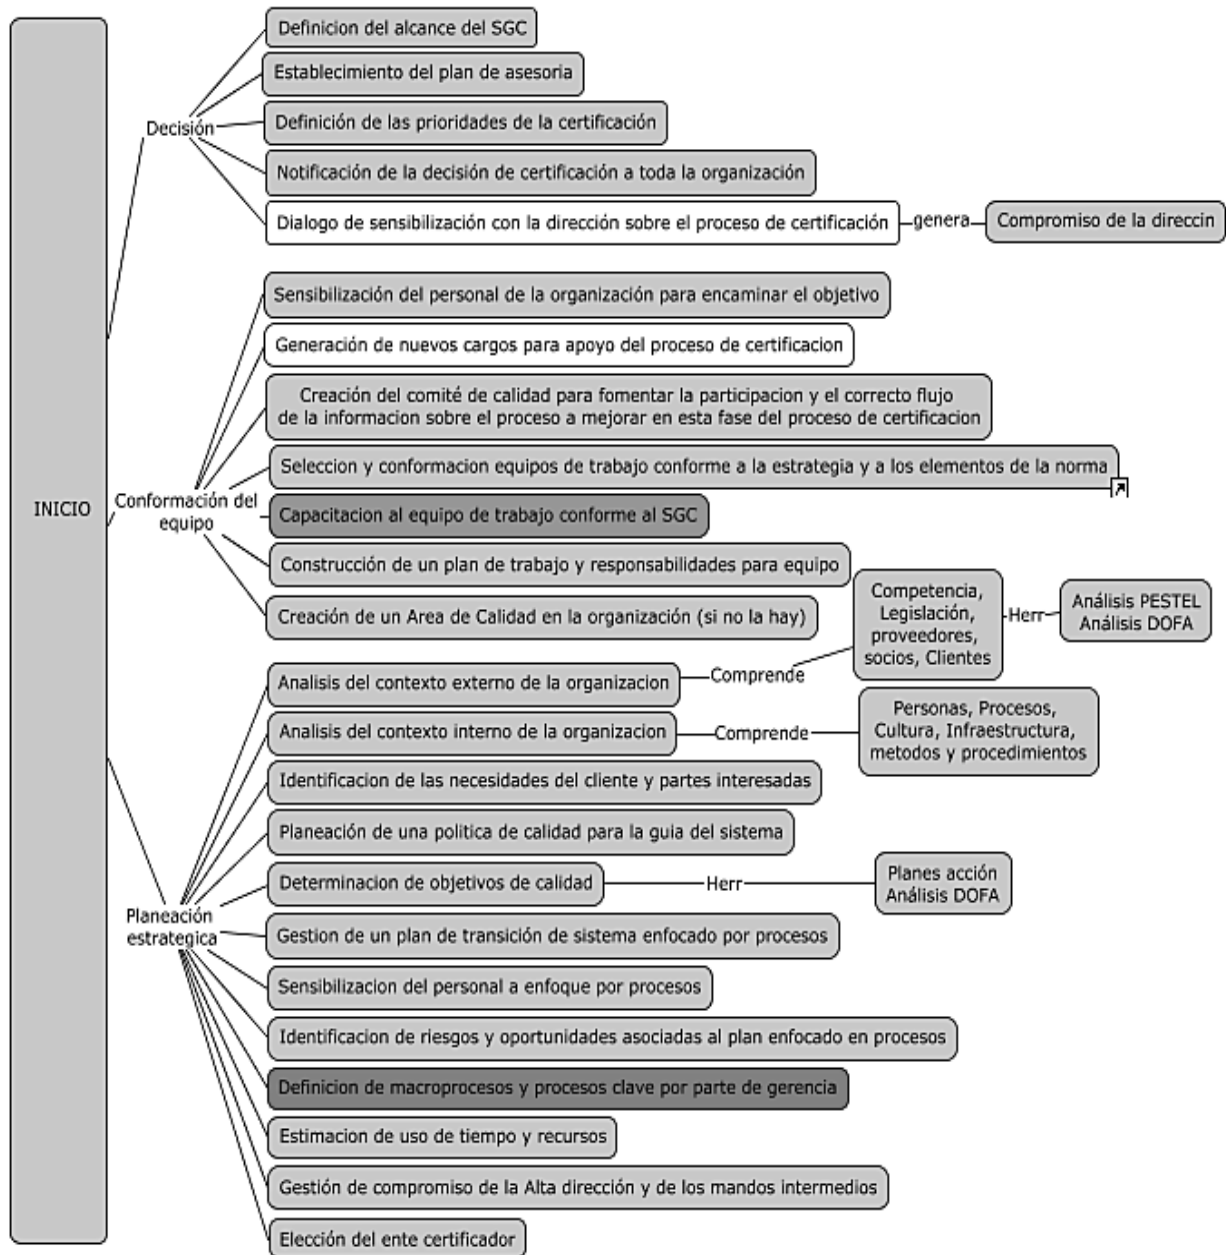 INICIO
Decisión
Definicion del alcance del SGC
Establecimiento del plan de asesoria
Definición de las prioridades de la certificación
Notificación de la decisión de certificación a toda la organización
Dialogo de sensibilización con la dirección sobre el proceso de certificación
genera
Compromiso de la direccin
Conformación del
equipo
Sensibilización del personal de la organización para encaminar el objetivo
Generación de nuevos cargos para apoyo del proceso de certificacion
Creación del comité de calidad para fomentar la participacion y el correcto flujo
de la informacion sobre el proceso a mejorar en esta fase del proceso de certificacion
Seleccion y conformacion equipos de trabajo conforme a la estrategia y a los elementos de la norma
Capacitacion al equipo de trabajo conforme al SGC
Construcción de un plan de trabajo y responsabilidades para equipo
Creación de un Area de Calidad en la organización (si no la hay)
Planeación
estrategica
Analisis del contexto externo de la organizacion
Comprende
Competencia,
Legislación,
proveedores,
socios, Clientes
Herr
Análisis PESTEL
Análisis DOFA
Analisis del contexto interno de la organizacion
Comprende
Personas, Procesos,
Cultura, Infraestructura,
metodos y procedimientos
Identificacion de las necesidades del cliente y partes interesadas
Planeación de una politica de calidad para la guia del sistema
Determinacion de objetivos de calidad
Herr
Planes acción
Análisis DOFA
Gestion de un plan de transición de sistema enfocado por procesos
Sensibilizacion del personal a enfoque por procesos
Identificacion de riesgos y oportunidades asociadas al plan enfocado en procesos
Definicion de macroprocesos y procesos clave por parte de gerencia
Estimacion de uso de tiempo y recursos
Gestión de compromiso de la Alta dirección y de los mandos intermedios
Elección del ente certificador